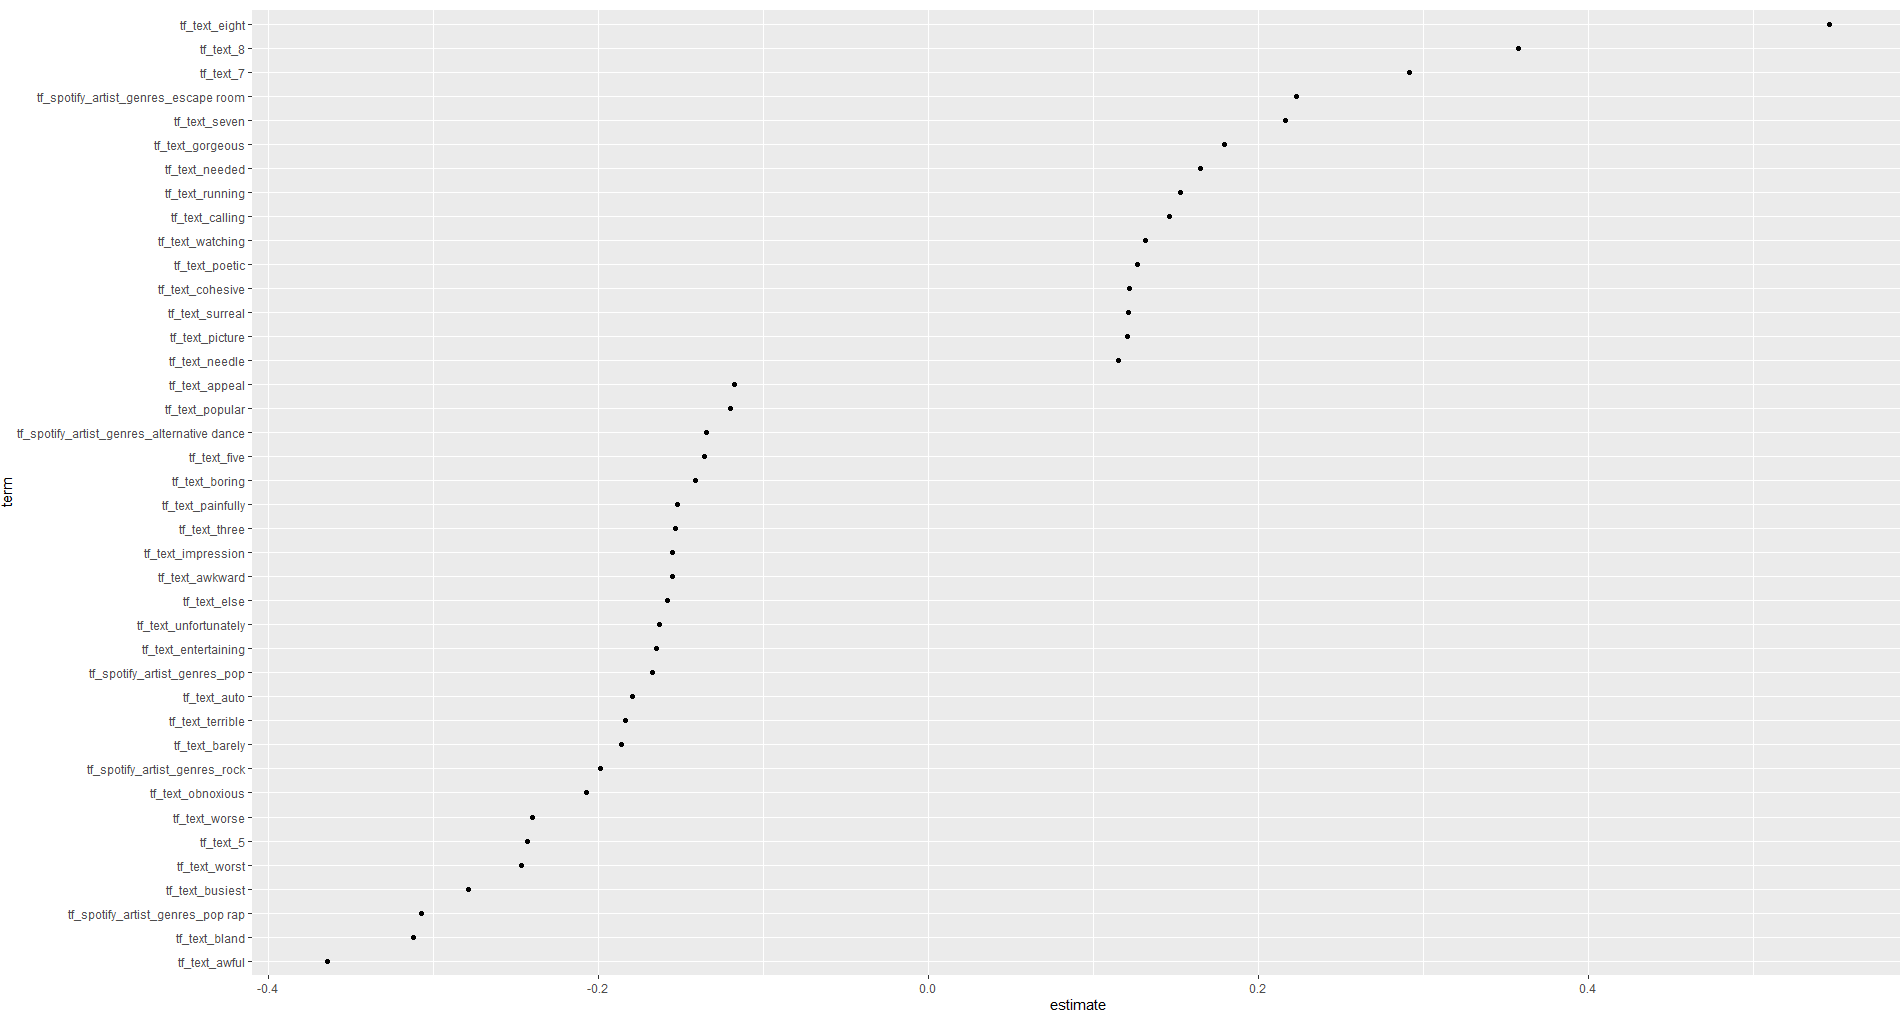 tf_text_eight
tf_text_8
tf_text_7
tf_spotify_artist_genres_escape room
tf_text_seven
tf_text_gorgeous
tf_text_needed
tf_text_running
tf_text_calling
tf_text_watching
tf_text_poetic
tf_text_cohesive
tf_text_surreal
tf_text_picture
tf_text_needle
tf_text_appeal
tf_text_popular
tf_spotify_artist_genres_alternative dance
tf_text_five
tf_text_boring
tf_text_painfully
tf_text_three
tf_text_impression
tf_text_awkward
tf_text_else
tf_text_unfortunately
tf_text_entertaining
tf_spotify_artist_genres_pop
tf_text_auto
tf_text_terrible
tf_text_barely
tf_spotify_artist_genres_rock
tf_text_obnoxious
tf_text_worse
tf_text_5
tf_text_worst
tf_text_busiest
tf_spotify_artist_genres_pop rap
tf_text_bland
tf_text_awful
term
-0.4 -0.2 0.0 0.2 0.4
estimate